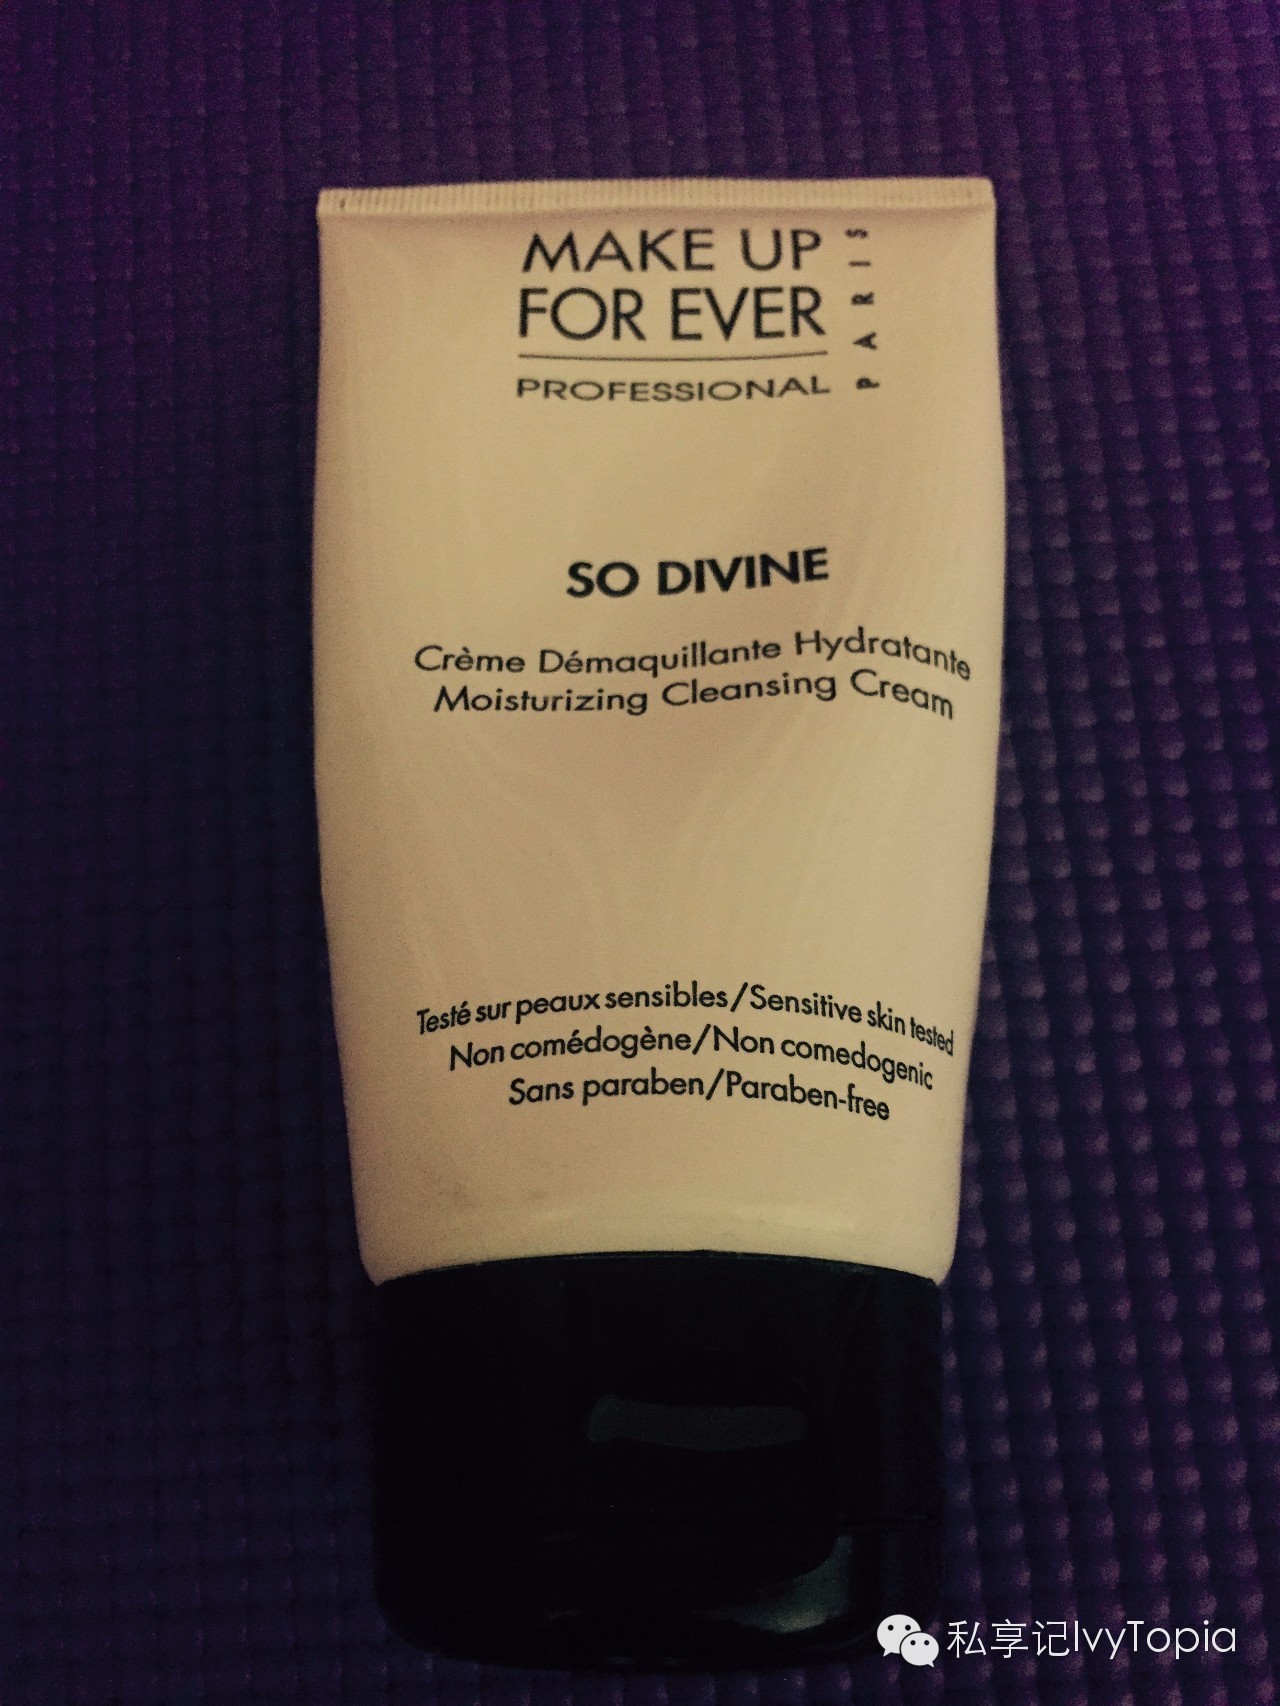 MAKE UP
FOR EVER
PROFESSIONAL
PARIS
SO DIVINE
Crème Démaquillante Hydratante
Moisturizing Cleansing Cream
Testé sur peaux sensibles/Sensitive skin tested
Non comédogène/Non comedogenic
Sans paraben/Paraben-free
私享记IvyTopia